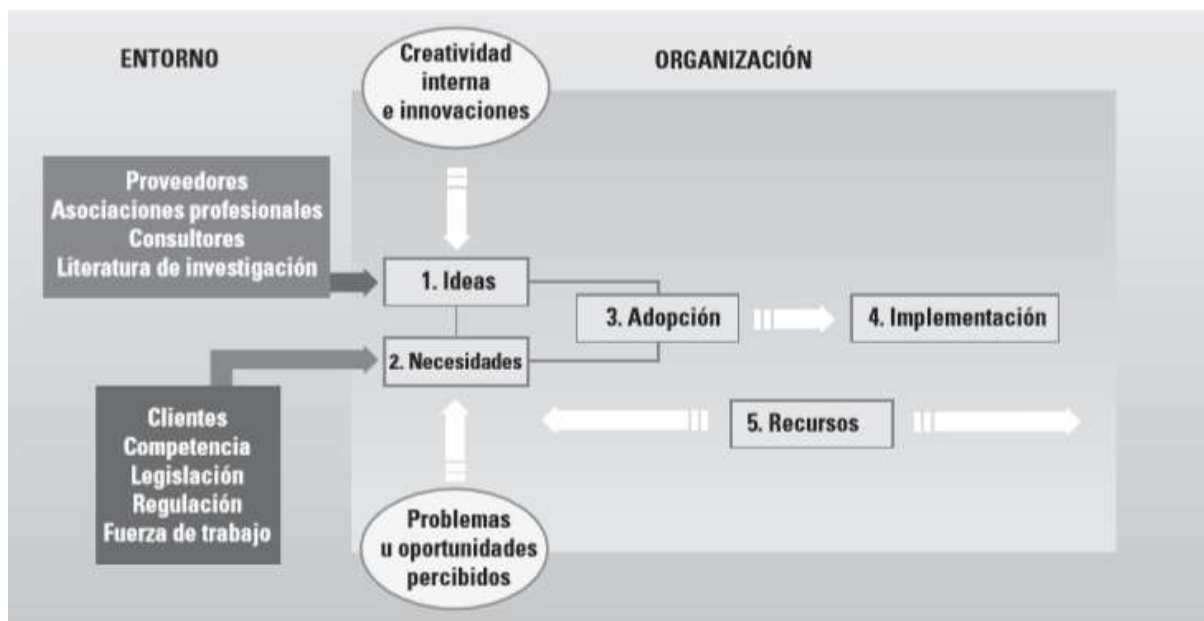 ENTORNO
Creatividad
interna
e innovaciones
ORGANIZACIÓN
Proveedores
Asociaciones profesionales
Consultores
Literatura de investigación
1. Ideas
2. Necesidades
3. Adopción
4. Implementación
5. Recursos
Clientes
Competencia
Legislación
Regulación
Fuerza de trabajo
Problemas
u oportunidades
percibidos